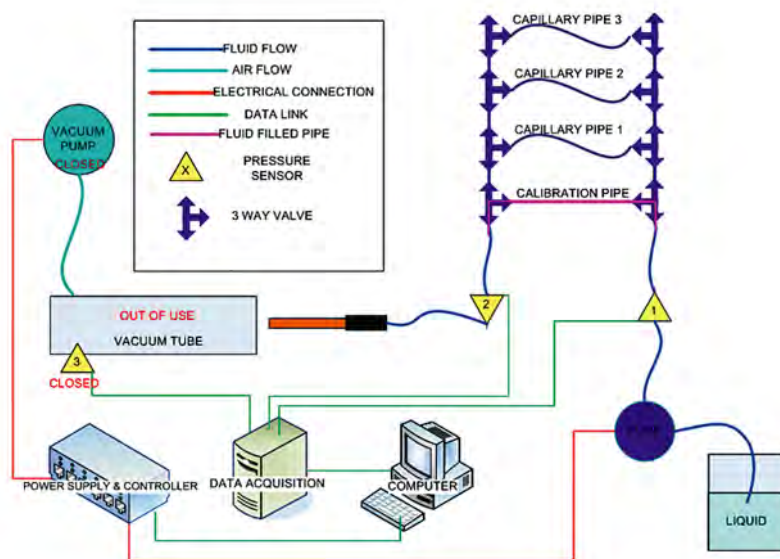 FLUID FLOW
AIR FLOW
ELECTRICAL CONNECTION
DATA LINK
FLUID FILLED PIPE
X
PRESSURE
SENSOR
3 WAY VALVE
CAPILLARY PIPE 3
CAPILLARY PIPE 2
CAPILLARY PIPE 1
CALIBRATION PIPE
VACUUM
PUMP
CLOSED
OUT OF USE
VACUUM TUBE
3
CLOSED
2
1
PUMP
POWER SUPPLY & CONTROLLER
DATA ACQUISITION
COMPUTER
LIQUID